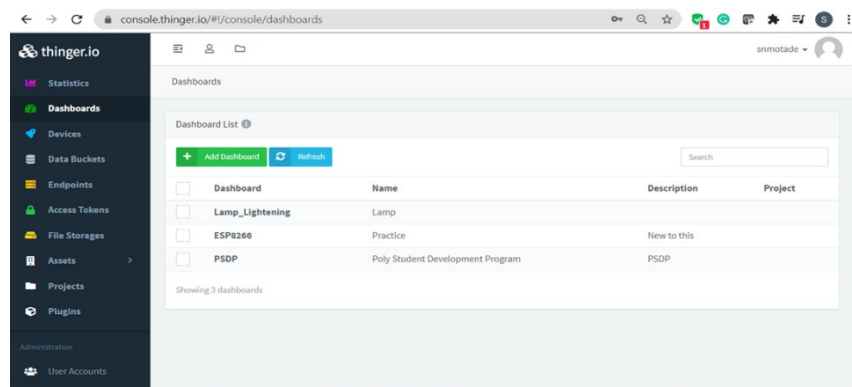 console.thinger.io/#!/console/dashboards
1
S
thinger.io
snmotade
Statistics
Dashboards
Dashboards
Devices
Data Buckets
Endpoints
Access Tokens
File Storages
Assets
Projects
Plugins
Administration
User Accounts
Dashboard List
Add Dashboard Refresh Search
Dashboard Name Description Project
Lamp_Lightening Lamp
ESP8266 Practice New to this
PSDP Poly Student Development Program PSDP
Showing 3 dashboards